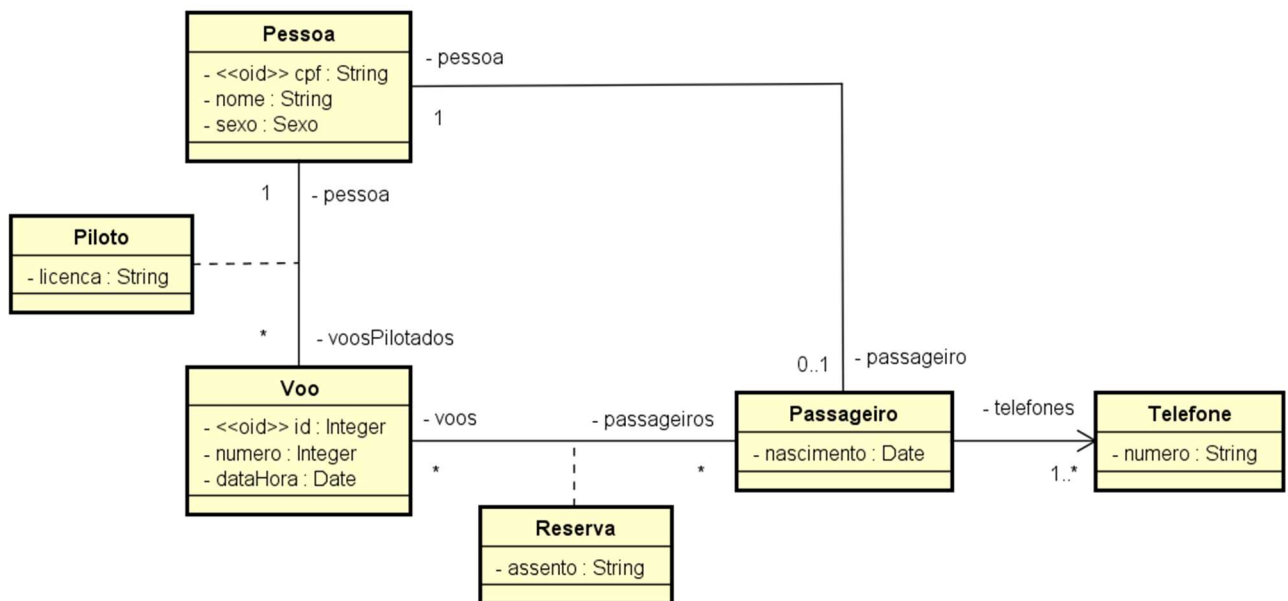 Pessoa
- <<oid>> cpf : String
- nome : String
- sexo : Sexo
- pessoa
1
1
- pessoa
Piloto
- licenca : String
*
- voosPilotados
0..1
- passageiro
Voo
- <<oid>> id : Integer
- numero : Integer
- dataHora : Date
- voos
*
- passageiros
*
Passageiro
- nascimento : Date
- telefones
1..*
Telefone
- numero : String
Reserva
- assento : String